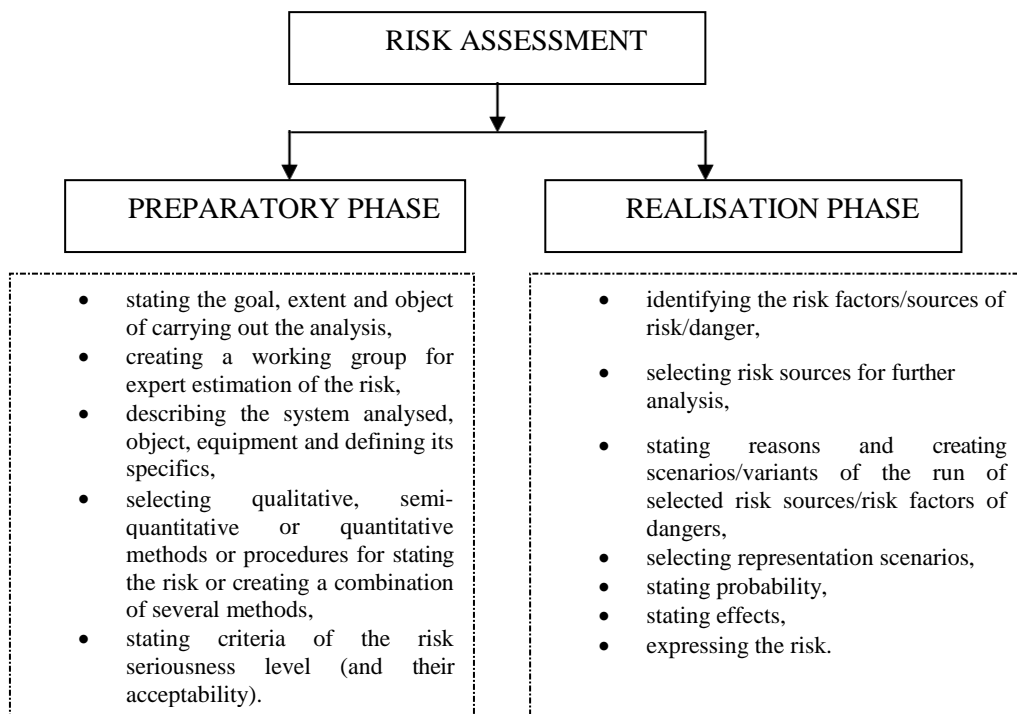 RISK ASSESSMENT
PREPARATORY PHASE
• stating the goal, extent and object
of carrying out the analysis,
• creating a working group for
expert estimation of the risk,
• describing the system analysed,
object, equipment and defining its
specifics,
• selecting qualitative, semi-
quantitative or quantitative
methods or procedures for stating
the risk or creating a combination
of several methods,
• stating criteria of the risk
seriousness level (and their
acceptability).
REALISATION PHASE
• identifying the risk factors/sources of
risk/danger,
• selecting risk sources for further
analysis,
• stating reasons and creating
scenarios/variants of the run of
selected risk sources/risk factors of
dangers,
• selecting representation scenarios,
• stating probability,
• stating effects,
• expressing the risk.